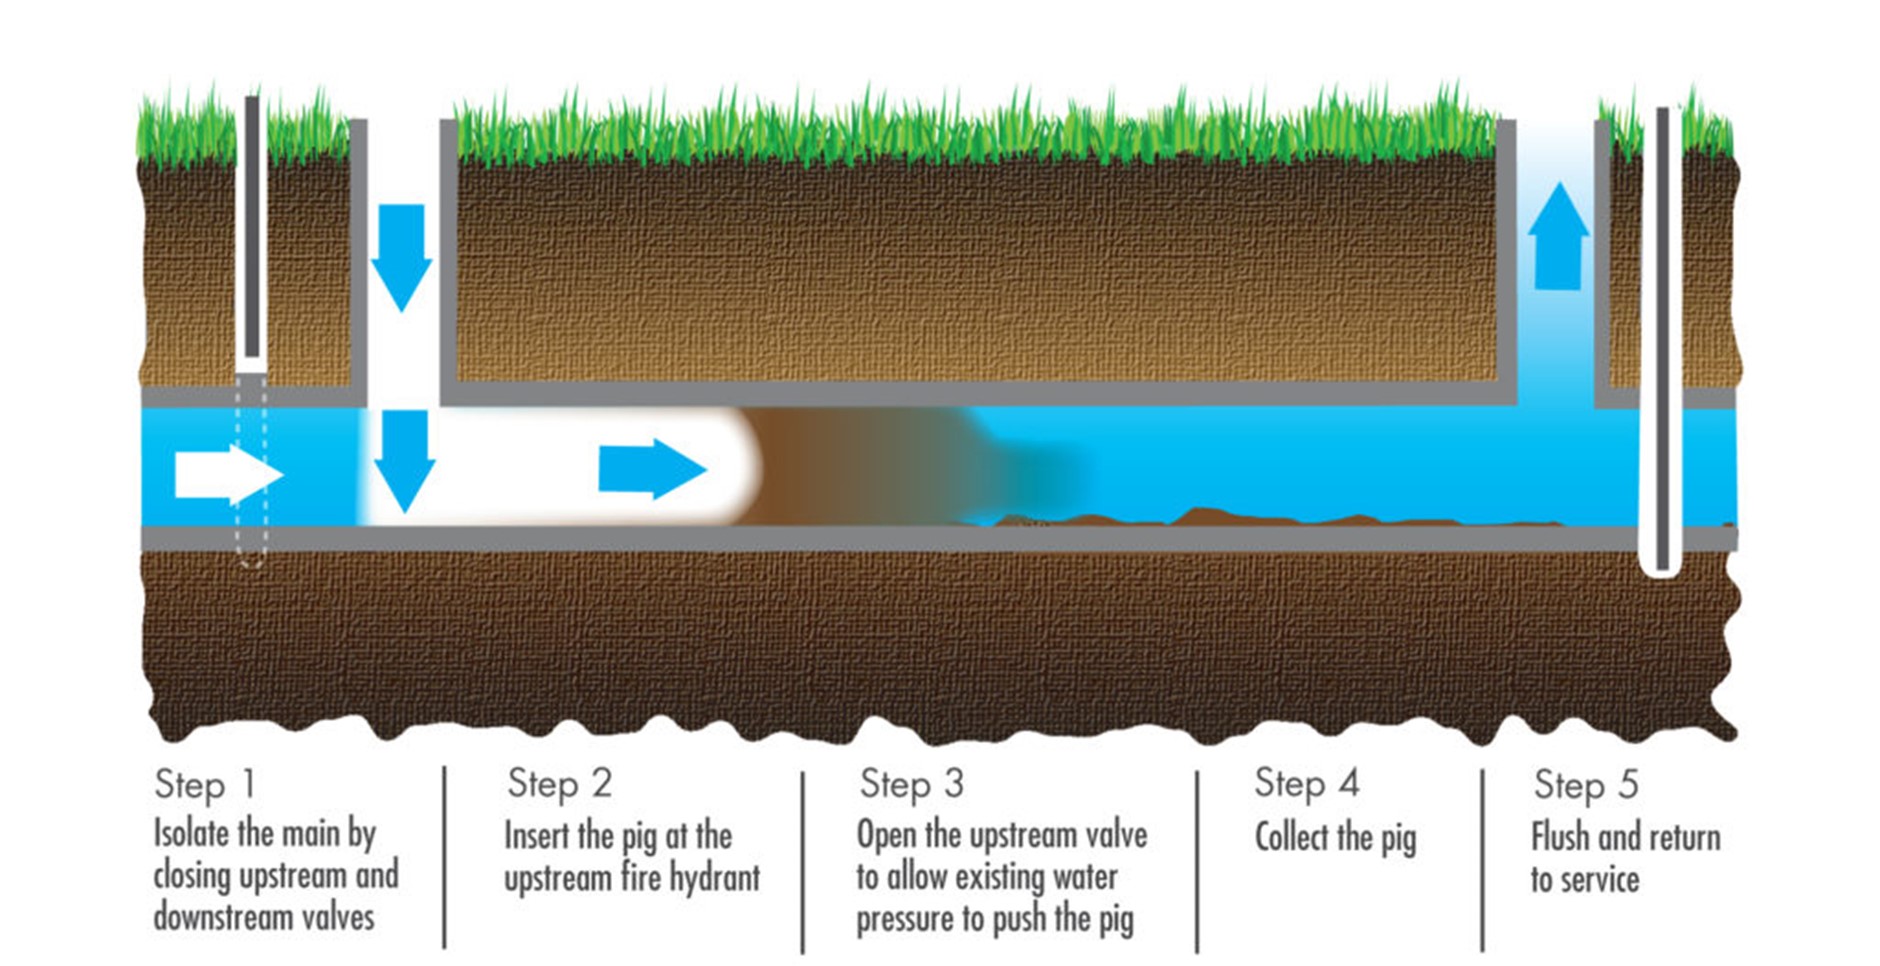 Step 1
Isolate the main by
closing upstream and
downstream valves
Step 2
Insert the pig at the
upstream fire hydrant
Step 3
Open the upstream valve
to allow existing water
pressure to push the pig
Step 4
Collect the pig
Step 5
Flush and return
to service